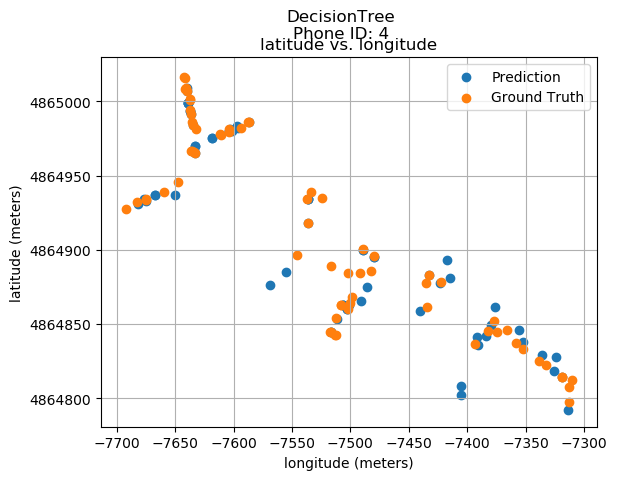 DecisionTree
Phone ID: 4
latitude vs. longitude
Prediction
Ground Truth
4865000
4864950
4864900
4864850
4864800
latitude (meters)
−7700 −7650 −7600 −7550 −7500 −7450 −7400 −7350 −7300
longitude (meters)